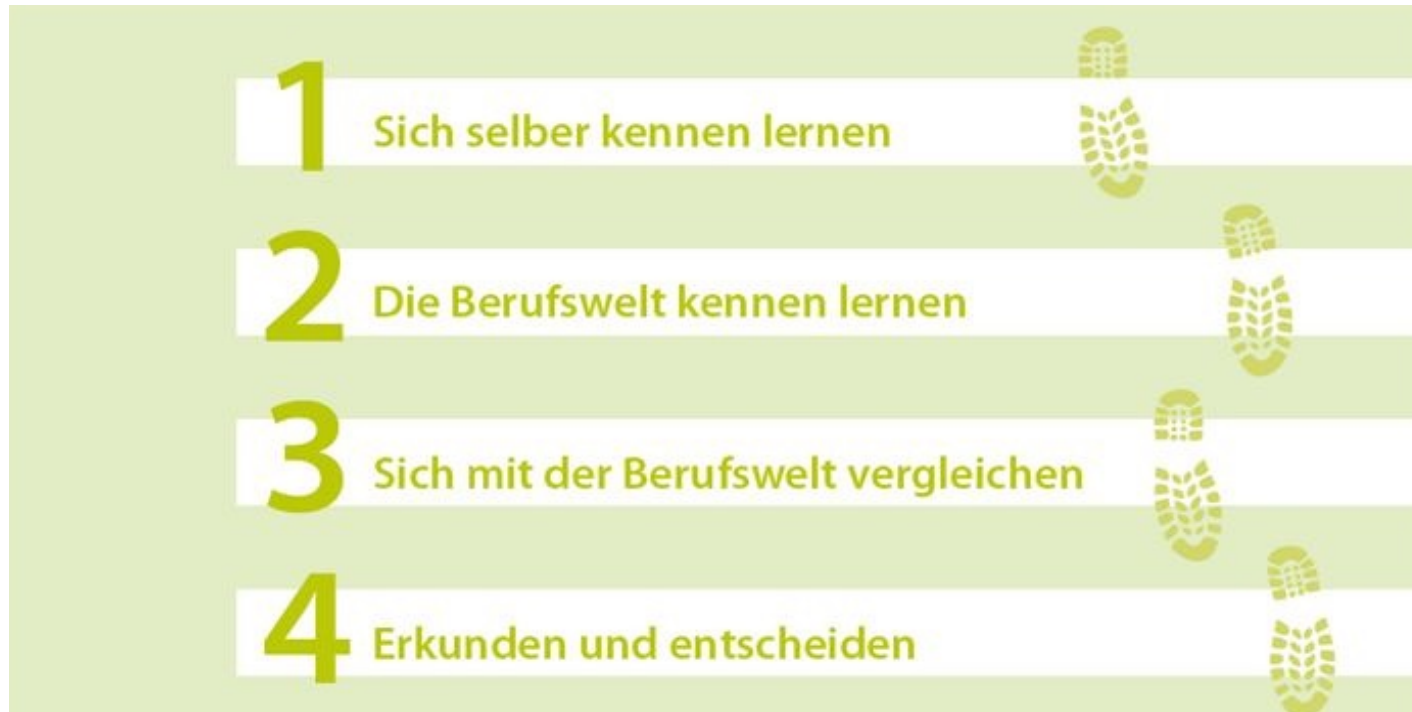 1 Sich selber kennen lernen
2 Die Berufswelt kennen lernen
3 Sich mit der Berufswelt vergleichen
4 Erkunden und entscheiden